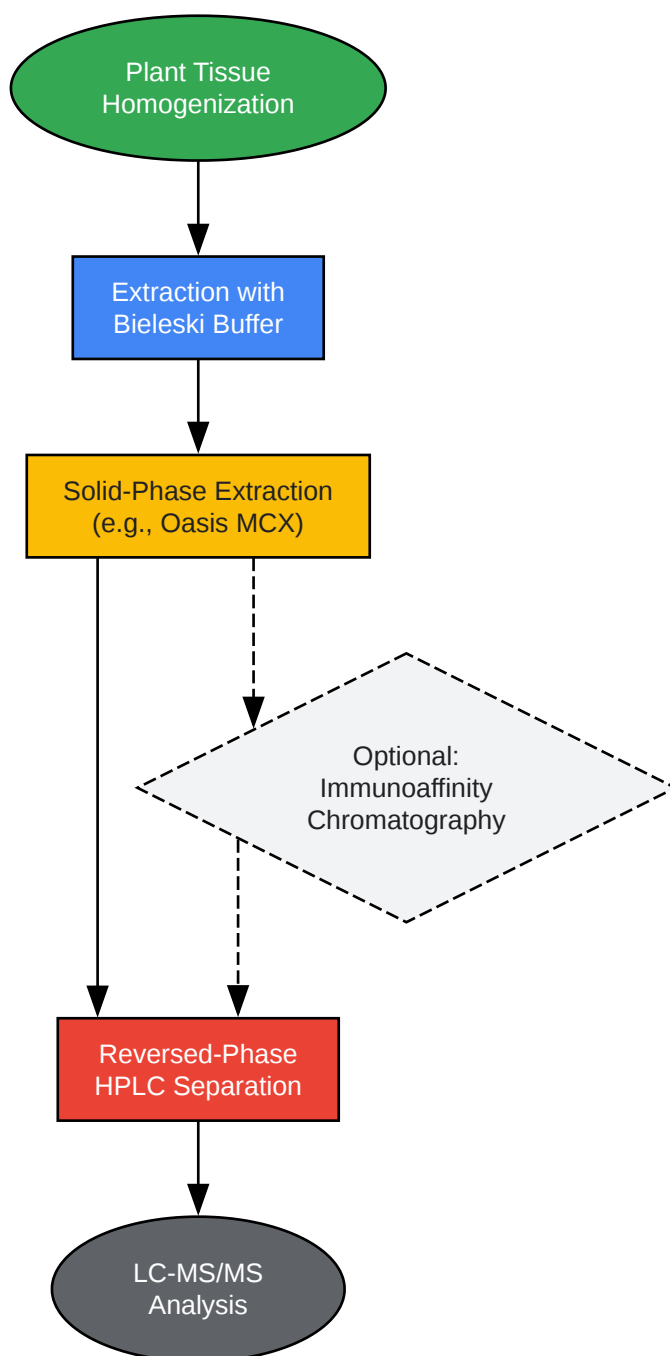 Plant Tissue
Homogenization
Extraction with
Bieleski Buffer
Solid-Phase Extraction
(e.g., Oasis MCX)
Optional:
Immunoaffinity
Chromatography
Reversed-Phase
HPLC Separation
LC-MS/MS
Analysis